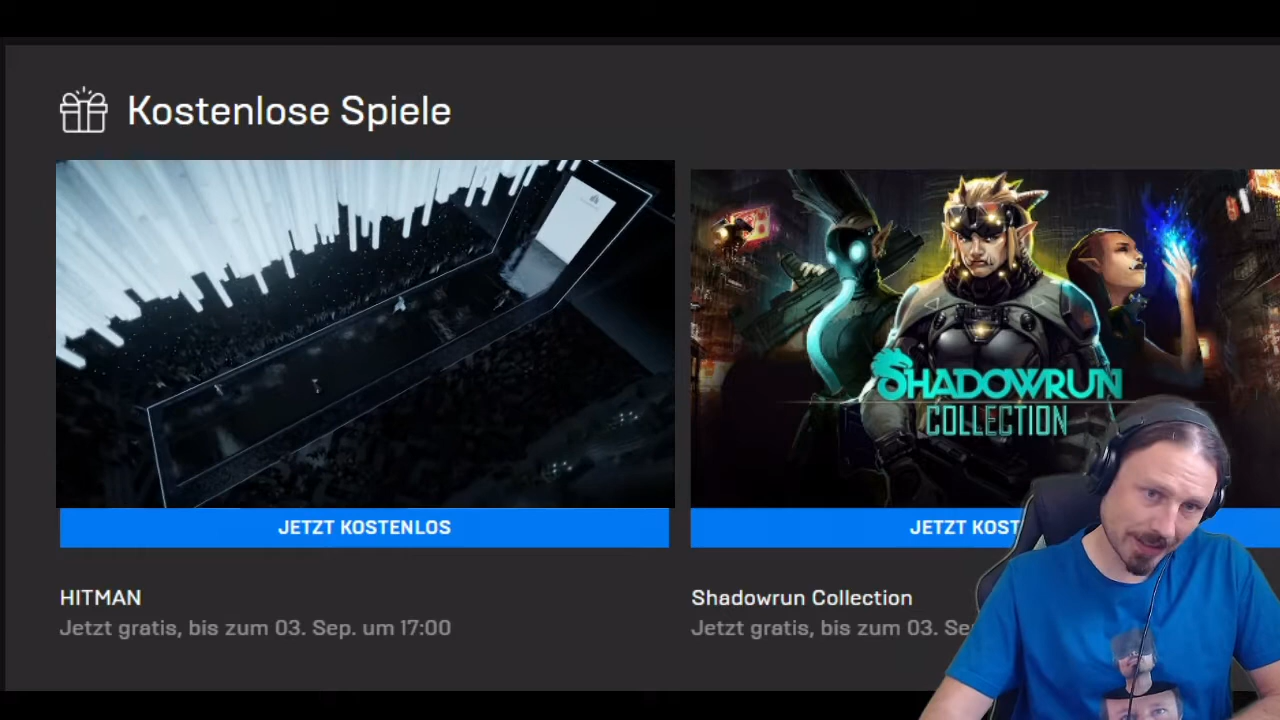 Kostenlose Spiele
SHADOWRUN
COLLECTION
JETZT KOSTENLOS
JETZT KOST
HITMAN
Shadowrun Collection
Jetzt gratis, bis zum 03. Sep. um 17:00
Jetzt gratis, bis zum 03. Se